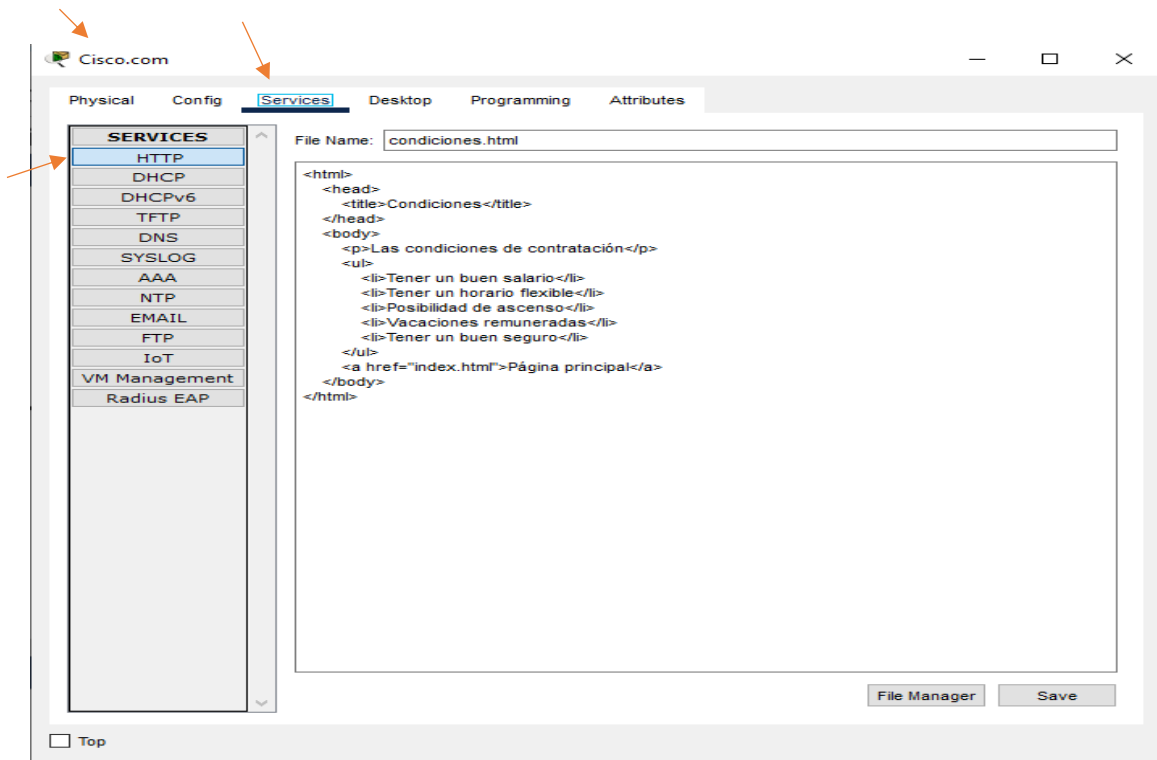 Cisco.com
Physical Config Services Desktop Programming Attributes
SERVICES
HTTP
DHCP
DHCPv6
TFTP
DNS
SYSLOG
AAA
NTP
EMAIL
FTP
IoT
VM Management
Radius EAP
File Name: condiciones.html
<html>
<head>
<title>Condiciones</title>
</head>
<body>
<p>Las condiciones de contratación</p>
<ul>
<li>Tener un buen salario</li>
<li>Tener un horario flexible</li>
<li>Posibilidad de ascenso</li>
<li>Vacaciones remuneradas</li>
<li>Tener un buen seguro</li>
</ul>
<a href="index.html">Página principal</a>
</body>
</html>
File Manager Save
Top